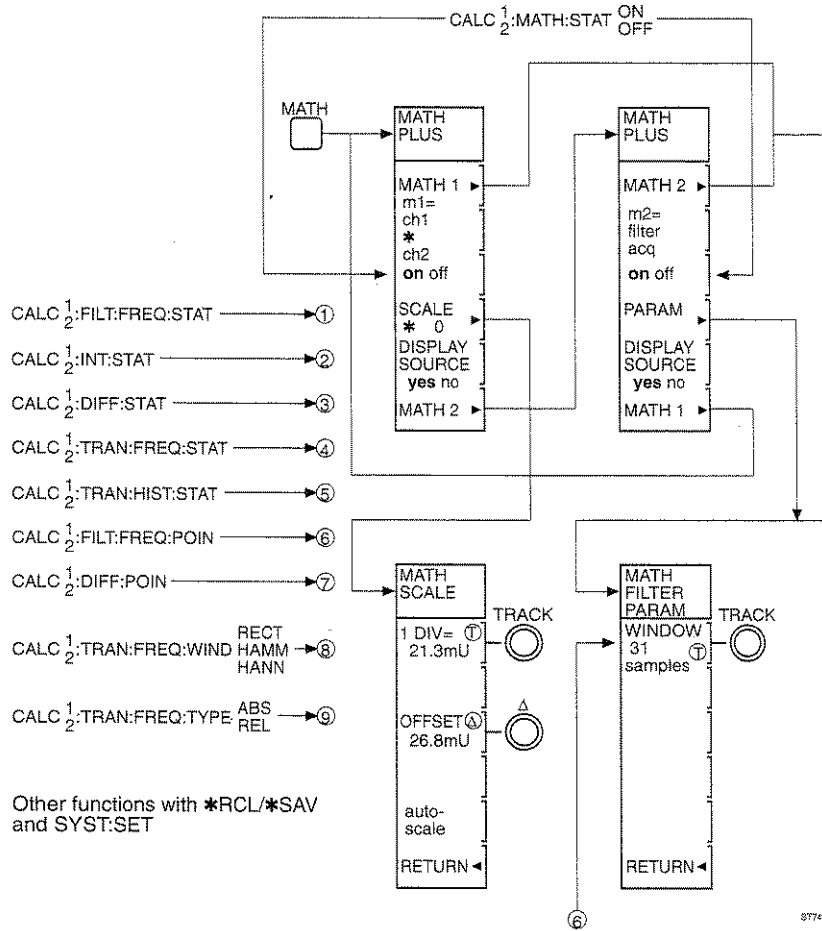 CALC 1/2:MATH:STAT ON
OFF
MATH
MATH
PLUS
MATH 1 ►
m1=
ch1
✱
ch2
on off
SCALE ►
✱ 0
DISPLAY
SOURCE
yes no
MATH 2 ►
MATH
PLUS
MATH 2 ►
m2=
filter
acq
on off
PARAM ►
DISPLAY
SOURCE
yes no
MATH 1 ►
CALC 1/2:FILT:FREQ:STAT ①
CALC 1/2:INT:STAT ②
CALC 1/2:DIFF:STAT ③
CALC 1/2:TRAN:FREQ:STAT ④
CALC 1/2:TRAN:HIST:STAT ⑤
CALC 1/2:FILT:FREQ:POIN ⑥
CALC 1/2:DIFF:POIN ⑦
CALC 1/2:TRAN:FREQ:WIND RECT
HAMM ⑧
HANN
CALC 1/2:TRAN:FREQ:TYPE ABS
REL ⑨
Other functions with ✱RCL/✱SAV
and SYST:SET
MATH
SCALE
TRACK
1 DIV= Ⓣ
21.3mU
Δ
OFFSET Δ
26.8mU
auto-
scale
RETURN ◄
MATH
FILTER
PARAM
TRACK
WINDOW
31 Ⓣ
samples
RETURN ◄
⑥